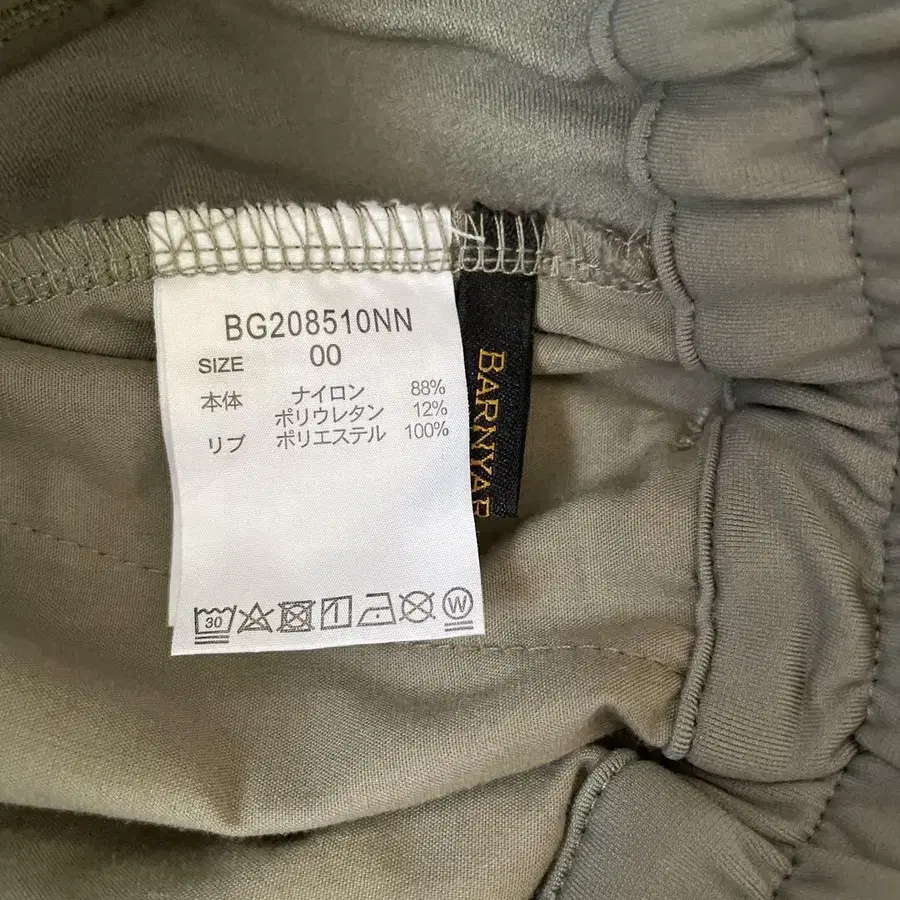 BG208510NN
SIZE 00
本体 ナイロン 88%
ポリウレタン 12%
リブ ポリエステル 100%
30
W